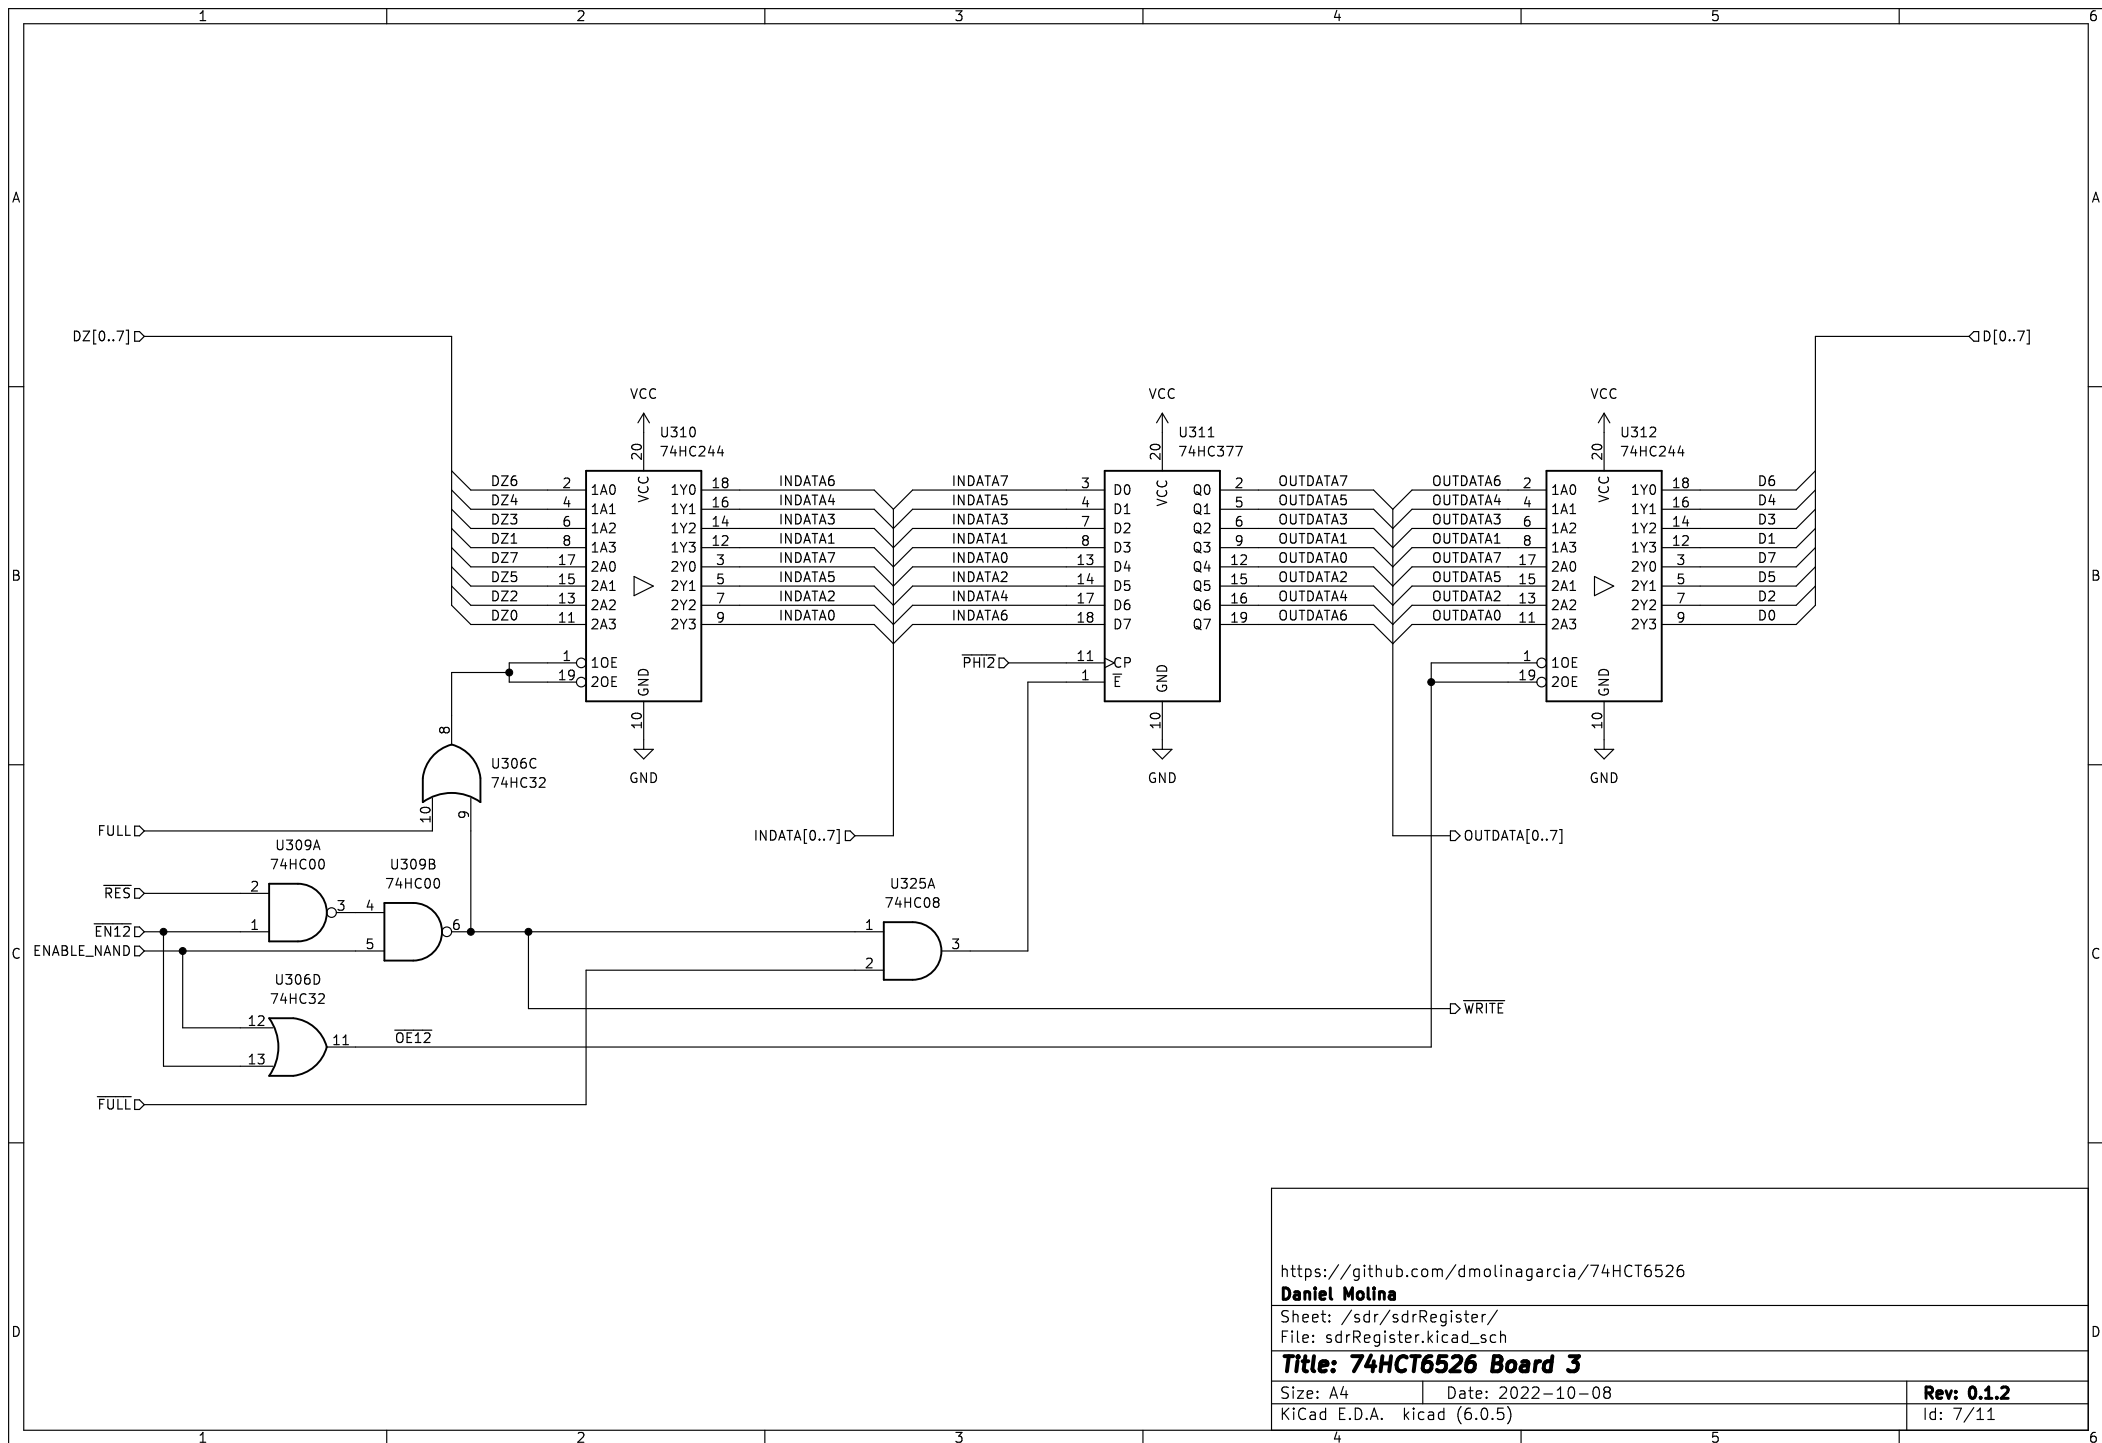 1 2 3 4 5 6
A A
DZ[0..7] D[0..7]
VCC VCC VCC
U310 U311 U312
74HC244 74HC377 74HC244
20 VCC 20 VCC 20 VCC
DZ6 2 1A0 1Y0 18 INDATA6 INDATA7 3 D0 Q0 2 OUTDATA7 OUTDATA6 2 1A0 1Y0 18 D6
DZ4 4 1A1 1Y1 16 INDATA4 INDATA5 4 D1 Q1 5 OUTDATA5 OUTDATA4 4 1A1 1Y1 16 D4
DZ3 6 1A2 1Y2 14 INDATA3 INDATA3 7 D2 Q2 6 OUTDATA3 OUTDATA3 6 1A2 1Y2 14 D3
DZ1 8 1A3 1Y3 12 INDATA1 INDATA1 8 D3 Q3 9 OUTDATA1 OUTDATA1 8 1A3 1Y3 12 D1
DZ7 17 2A0 2Y0 3 INDATA7 INDATA0 13 D4 Q4 12 OUTDATA0 OUTDATA7 17 2A0 2Y0 3 D7
B B
DZ5 15 2A1 2Y1 5 INDATA5 INDATA2 14 D5 Q5 15 OUTDATA2 OUTDATA5 15 2A1 2Y1 5 D5
DZ2 13 2A2 2Y2 7 INDATA2 INDATA4 17 D6 Q6 16 OUTDATA4 OUTDATA2 13 2A2 2Y2 7 D2
DZ0 11 2A3 2Y3 9 INDATA0 INDATA6 18 D7 Q7 19 OUTDATA6 OUTDATA0 11 2A3 2Y3 9 D0
1 1OE PHI2 11 CP 1 1OE
19 2OE 1 E 19 2OE
GND GND GND
10 10 10
GND GND GND
8
U306C
74HC32
10 9
FULL
INDATA[0..7] OUTDATA[0..7]
U309A
74HC00
U309B
74HC00
U325A
74HC08
RES 2 3 4
EN12 1 6 1
ENABLE_NAND 5 3
C C
2
U306D
74HC32
WRITE
12
11 OE12
13
FULL
https://github.com/dmolinagarcia/74HCT6526
Daniel Molina
Sheet: /sdr/sdrRegister/
File: sdrRegister.kicad_sch
D D
Title: 74HCT6526 Board 3
Size: A4 Date: 2022-10-08 Rev: 0.1.2
KiCad E.D.A. kicad (6.0.5) Id: 7/11
1 2 3 4 5 6